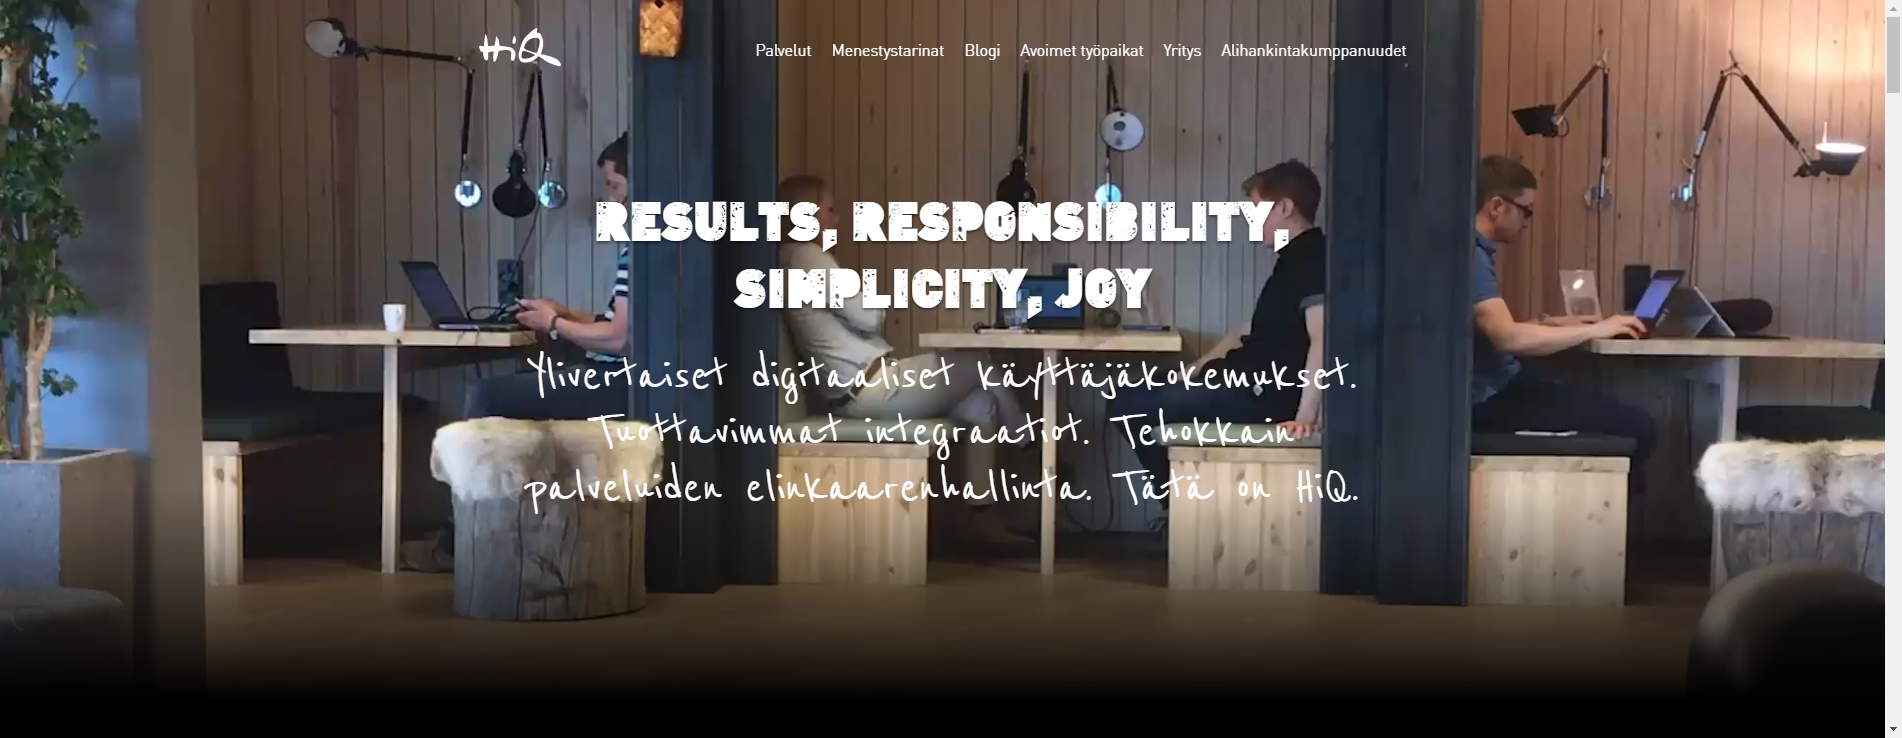 HiQ
Palvelut Menestystarinat Blogi Avoimet työpaikat Yritys Alihankintakumppanuudet
RESULTS, RESPONSIBILITY,
SIMPLICITY, JOY
Ylivertaiset digitaaliset käyttäjäkokemukset.
Tuottavimmat integraatiot. Tehokkain
palveluiden elinkaarenhallinta. Tätä on HiQ.